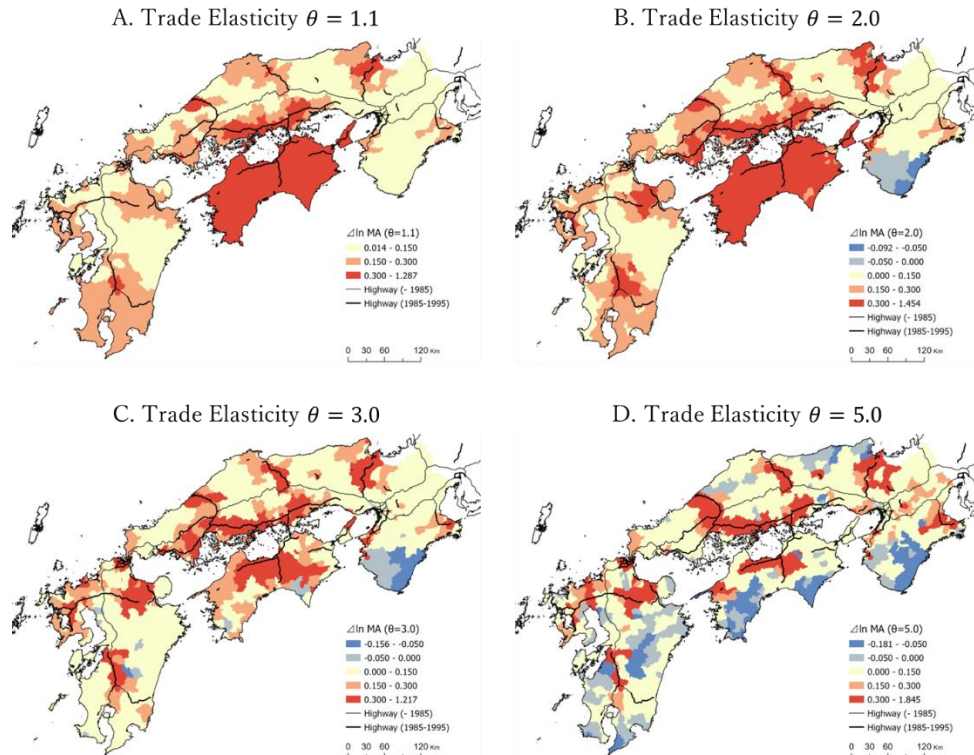 A. Trade Elasticity θ = 1.1
⊿ln MA (θ=1.1)
0.014 - 0.150
0.150 - 0.300
0.300 - 1.287
Highway (- 1985)
Highway (1985-1995)
0 30 60 120 Km
B. Trade Elasticity θ = 2.0
⊿ln MA (θ=2.0)
-0.092 - -0.050
-0.050 - 0.000
0.000 - 0.150
0.150 - 0.300
0.300 - 1.454
Highway (- 1985)
Highway (1985-1995)
0 30 60 120 Km
C. Trade Elasticity θ = 3.0
⊿ln MA (θ=3.0)
-0.156 - -0.050
-0.050 - 0.000
0.000 - 0.150
0.150 - 0.300
0.300 - 1.217
Highway (- 1985)
Highway (1985-1995)
0 30 60 120 Km
D. Trade Elasticity θ = 5.0
⊿ln MA (θ=5.0)
-0.181 - -0.050
-0.050 - 0.000
0.000 - 0.150
0.150 - 0.300
0.300 - 1.845
Highway (- 1985)
Highway (1985-1995)
0 30 60 120 Km